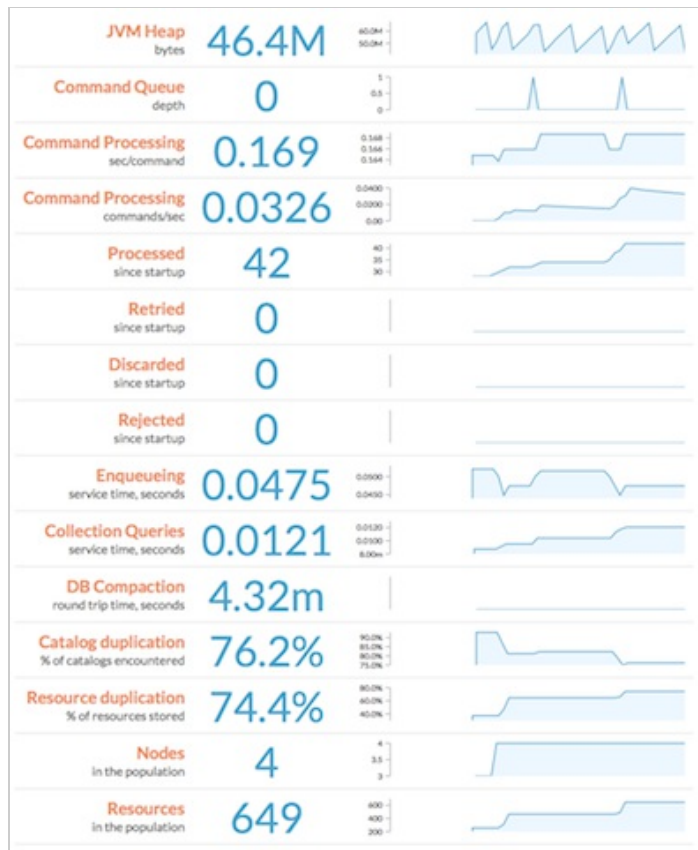 JVM Heap
bytes
46.4M
60.0M
50.0M
Command Queue
depth
0
1
0.5
0
Command Processing
sec/command
0.169
0.168
0.166
0.164
Command Processing
commands/sec
0.0326
0.0400
0.0200
0.00
Processed
since startup
42
40
35
30
Retried
since startup
0
Discarded
since startup
0
Rejected
since startup
0
Enqueueing
service time, seconds
0.0475
0.0500
0.0450
Collection Queries
service time, seconds
0.0121
0.0120
0.0100
8.00m
DB Compaction
round trip time, seconds
4.32m
Catalog duplication
% of catalogs encountered
76.2%
90.0%
85.0%
80.0%
75.0%
Resource duplication
% of resources stored
74.4%
80.0%
60.0%
40.0%
Nodes
in the population
4
4
3.5
3
Resources
in the population
649
600
400
200